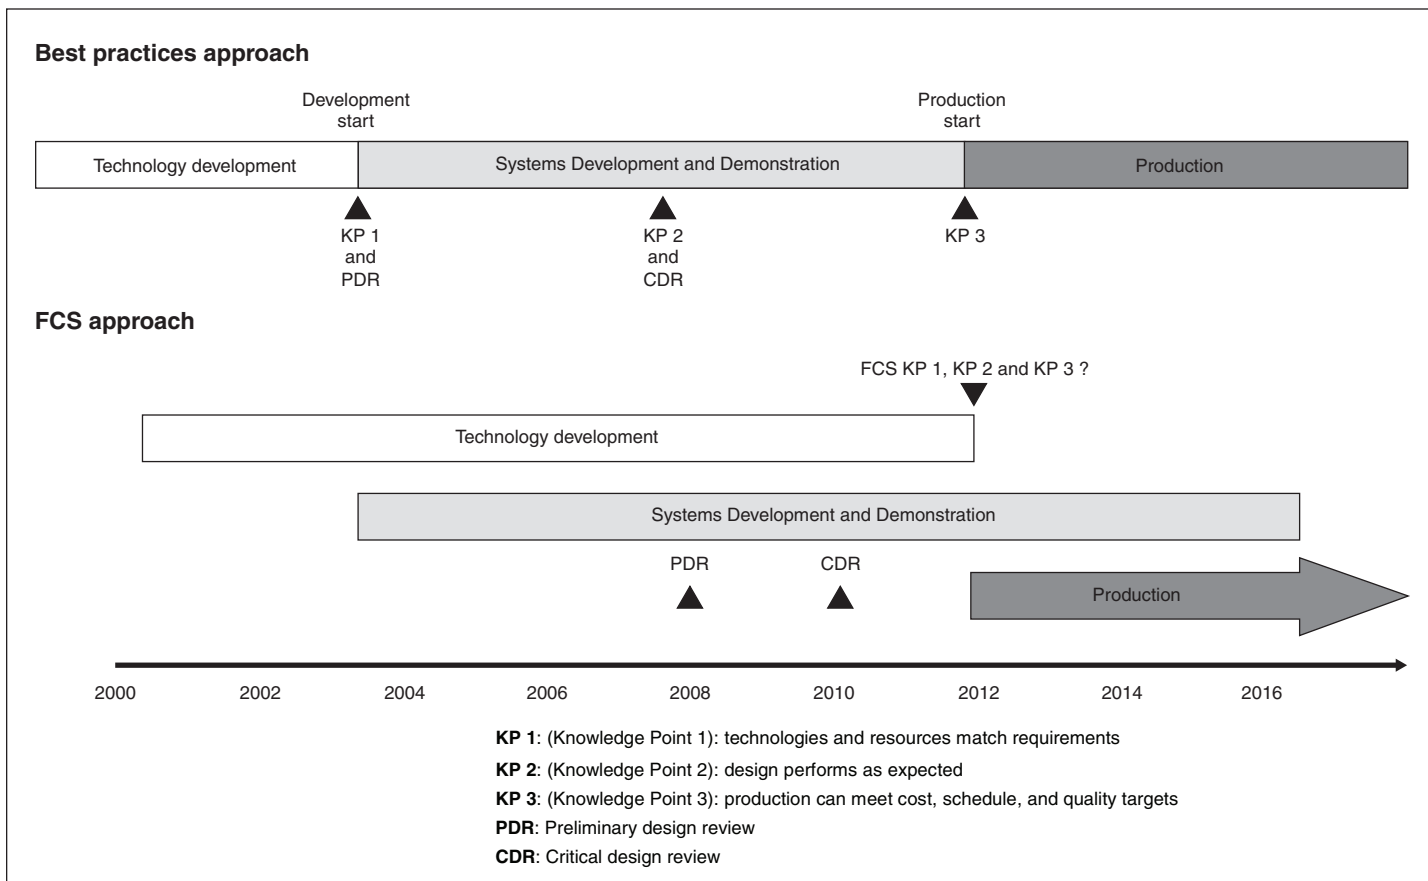 Best practices approach
Development
start
Production
start
Technology development
Systems Development and Demonstration
Production
KP 1
and
PDR
KP 2
and
CDR
KP 3
FCS approach
FCS KP 1, KP 2 and KP 3 ?
Technology development
Systems Development and Demonstration
PDR
CDR
Production
2000 2002 2004 2006 2008 2010 2012 2014 2016
KP 1: (Knowledge Point 1): technologies and resources match requirements
KP 2: (Knowledge Point 2): design performs as expected
KP 3: (Knowledge Point 3): production can meet cost, schedule, and quality targets
PDR: Preliminary design review
CDR: Critical design review